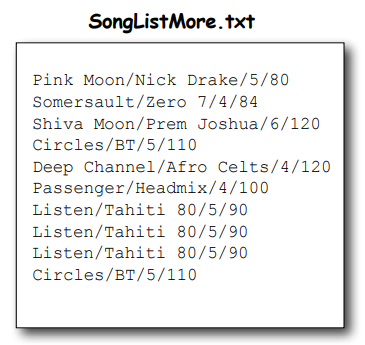 SongListMore.txt
Pink Moon/Nick Drake/5/80
Somersault/Zero 7/4/84
Shiva Moon/Prem Joshua/6/120
Circles/BT/5/110
Deep Channel/Afro Celts/4/120
Passenger/Headmix/4/100
Listen/Tahiti 80/5/90
Listen/Tahiti 80/5/90
Listen/Tahiti 80/5/90
Circles/BT/5/110